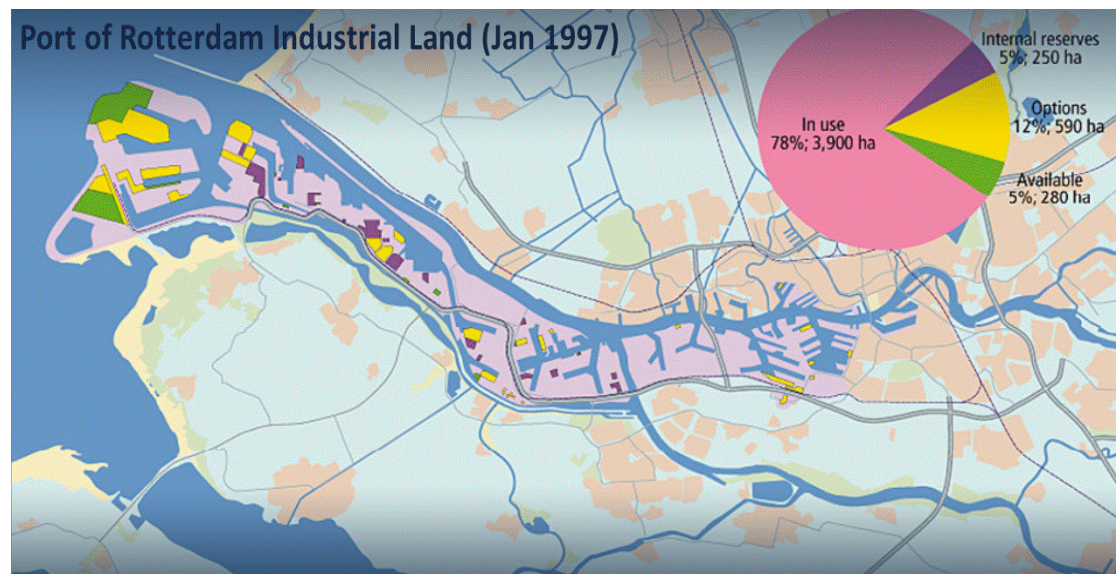 Port of Rotterdam Industrial Land (Jan 1997)
Internal reserves
5%; 250 ha
Options
12%; 590 ha
In use
78%; 3,900 ha
Available
5%; 280 ha